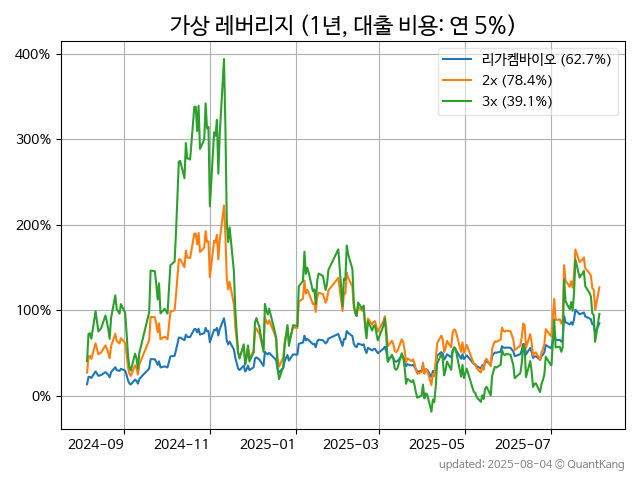 가상 레버리지 (1년, 대출 비용: 연 5%)
400%
300%
200%
100%
0%
리가켐바이오 (62.7%)
2x (78.4%)
3x (39.1%)
2024-09
2024-11
2025-01
2025-03
2025-05
2025-07
updated: 2025-08-04 © QuantKang